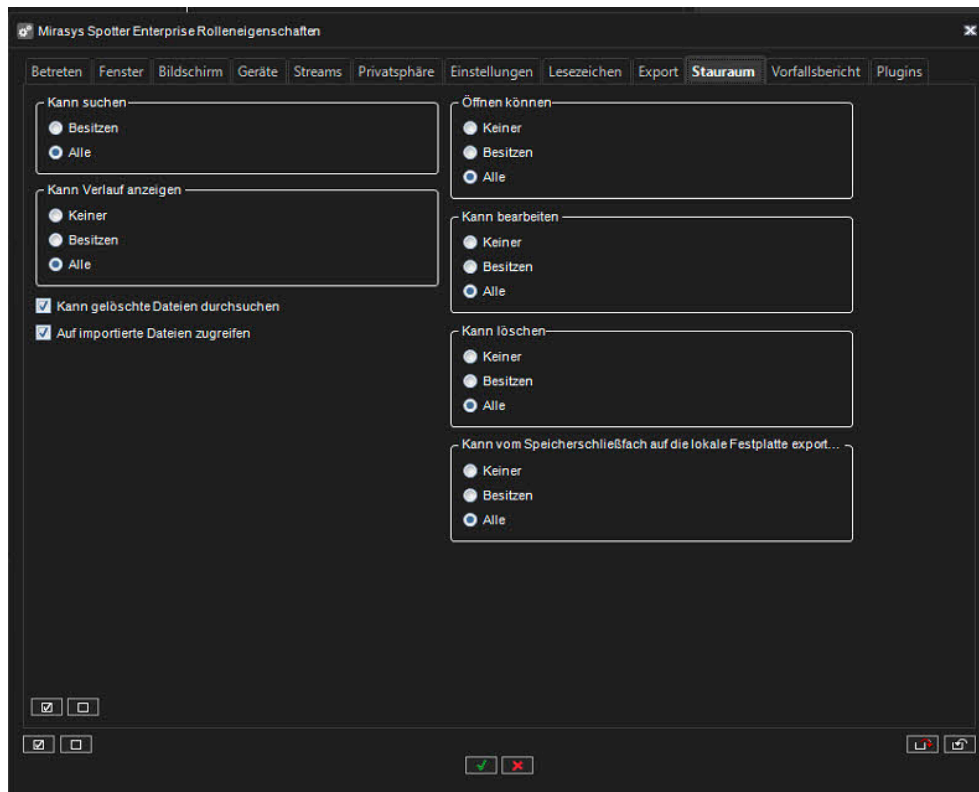 Mirasys Spotter Enterprise Rolleneigenschaften
Betreten Fenster Bildschirm Geräte Streams Privatsphäre Einstellungen Lesezeichen Export Stauraum Vorfallsbericht Plugins
Kann suchen
Besitzen
Alle
Kann Verlauf anzeigen
Keiner
Besitzen
Alle
Kann gelöschte Dateien durchsuchen
Auf importierte Dateien zugreifen
Öffnen können
Keiner
Besitzen
Alle
Kann bearbeiten
Keiner
Besitzen
Alle
Kann löschen
Keiner
Besitzen
Alle
Kann vom Speicherschließfach auf die lokale Festplatte export...
Keiner
Besitzen
Alle